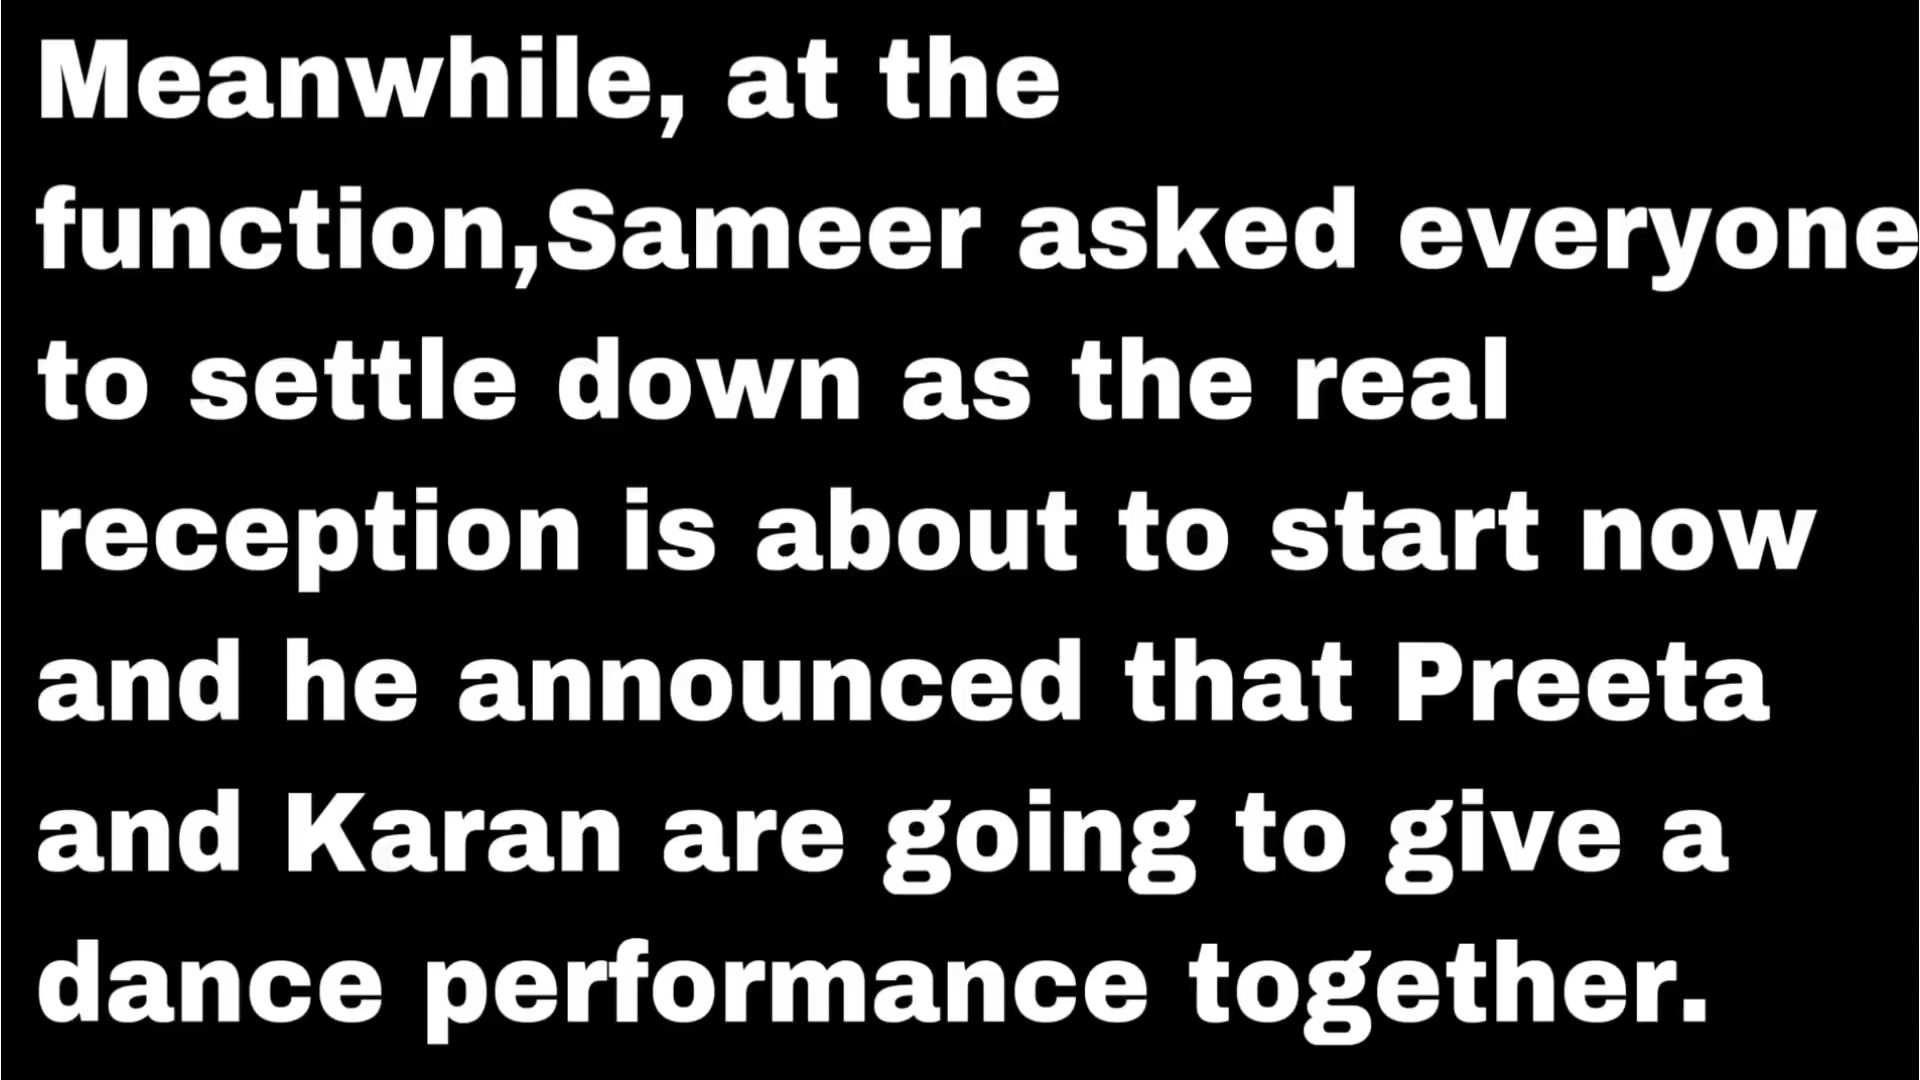 Meanwhile, at the
function,Sameer asked everyone
to settle down as the real
reception is about to start now
and he announced that Preeta
and Karan are going to give a
dance performance together.